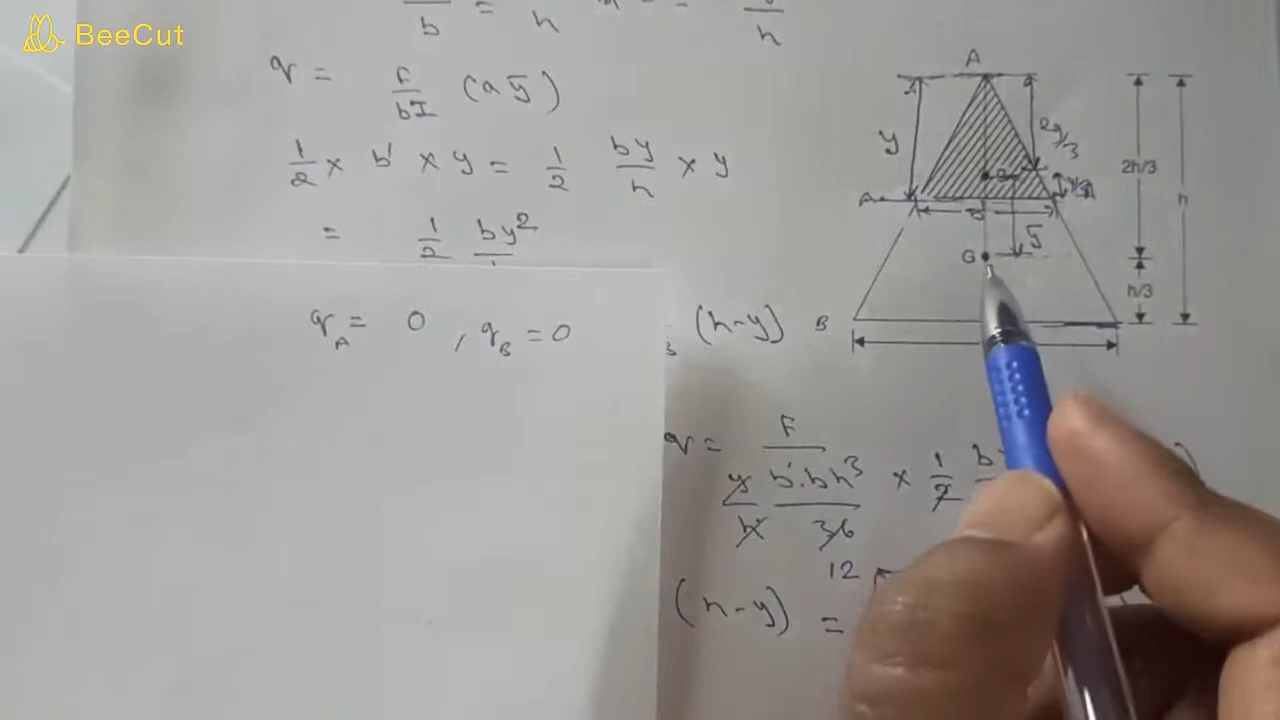 BeeCut
b = h h
q = F/bI (aȳ)
1/2 × b' × y = 1/2 by/h × y
= 1/2 by²
q_A = 0 , q_B = 0
(h-y)
q = F
y/h b.bh³/36 × 1/2
12
(h-y) =
A
y
2y/3
2h/3
h
A
b'
ȳ
G
h/3
B